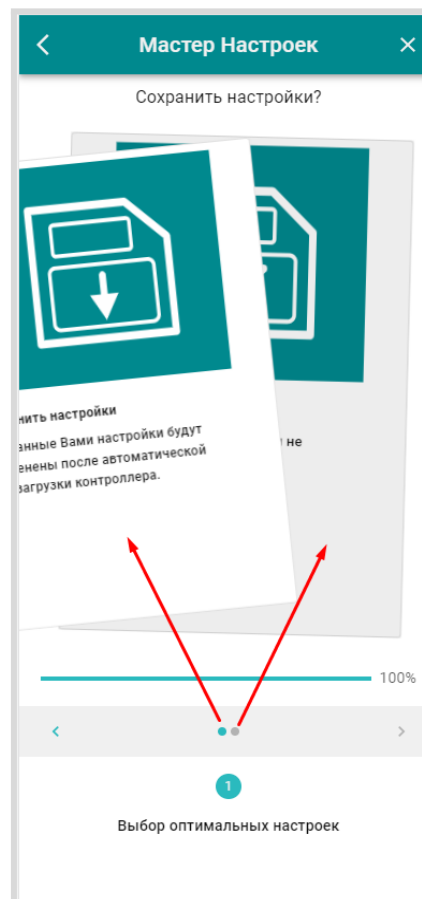 Мастер Настроек
Сохранить настройки?
нить настройки
анные Вами настройки будут
енены после автоматической
загрузки контроллера.
не
100%
1
Выбор оптимальных настроек